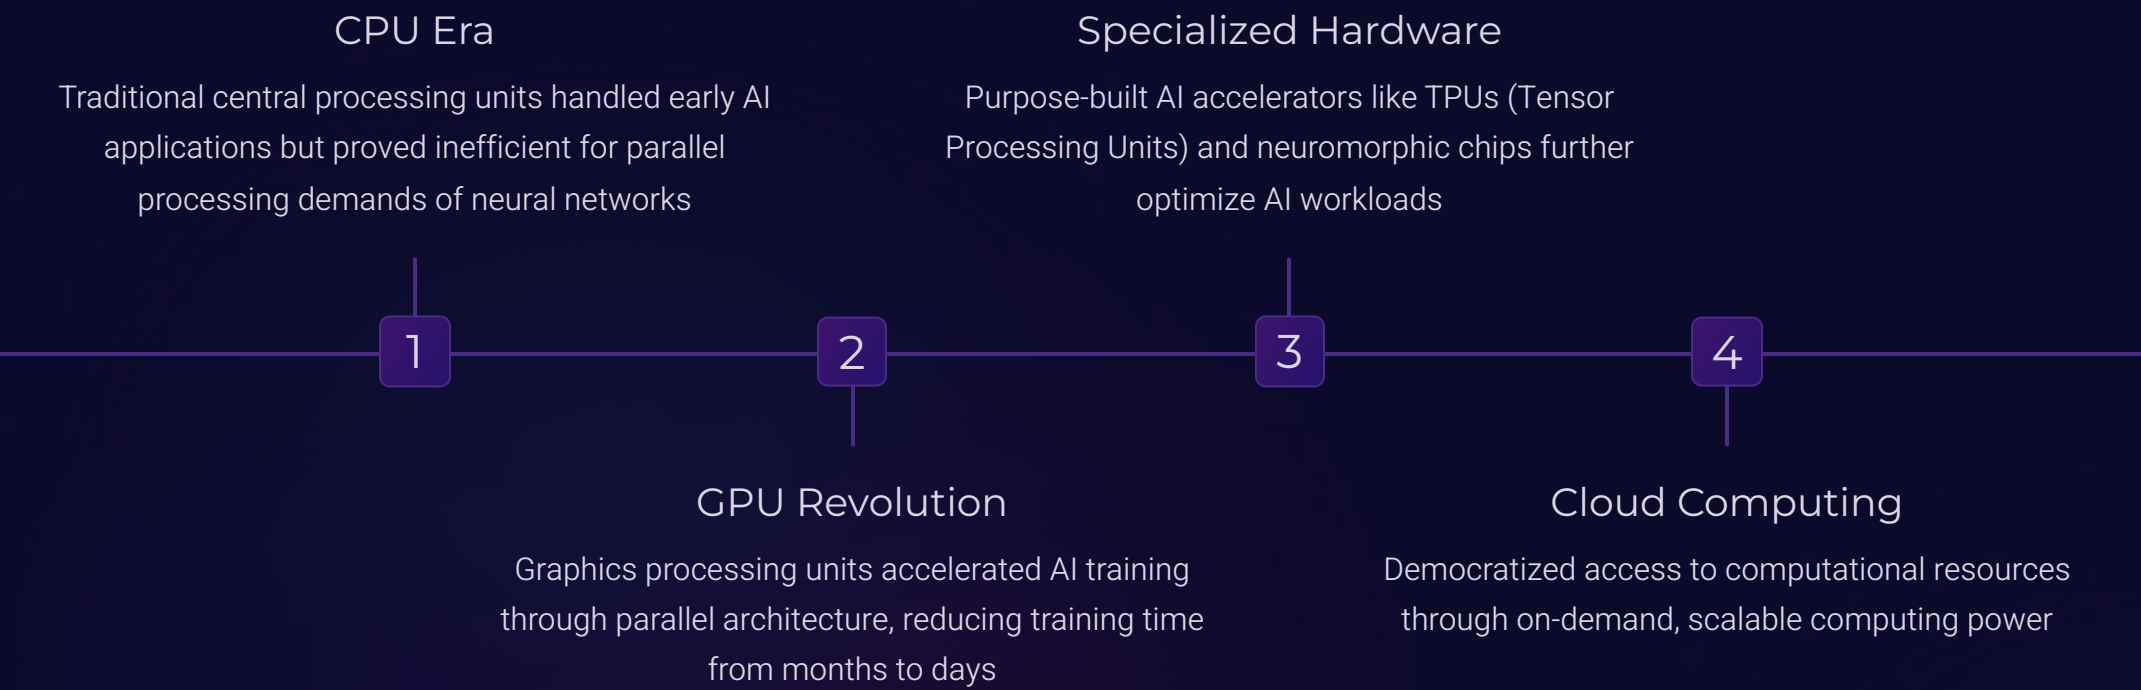 CPU Era
Traditional central processing units handled early AI
applications but proved inefficient for parallel
processing demands of neural networks
1
GPU Revolution
Graphics processing units accelerated AI training
through parallel architecture, reducing training time
from months to days
2
Specialized Hardware
Purpose-built AI accelerators like TPUs (Tensor
Processing Units) and neuromorphic chips further
optimize AI workloads
3
Cloud Computing
Democratized access to computational resources
through on-demand, scalable computing power
4